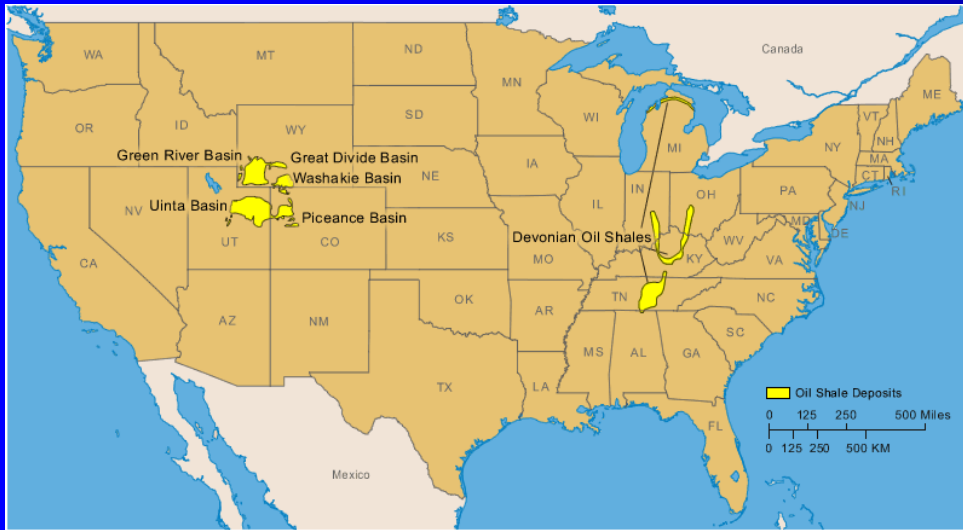 Canada
WA
MT
ND
MN
ME
OR
ID
WY
SD
WI
MI
VT
NH
NY
MA
CT
RI
Green River Basin
Great Divide Basin
Washakie Basin
NE
IA
PA
NJ
Uinta Basin
Piceance Basin
NV
UT
CO
KS
MO
IL
IN
OH
MD
DE
WV
VA
Devonian Oil Shales
KY
CA
AZ
NM
OK
AR
TN
NC
SC
MS
AL
GA
TX
LA
FL
Mexico
Oil Shale Deposits
0 125 250 500 Miles
0 125 250 500 KM